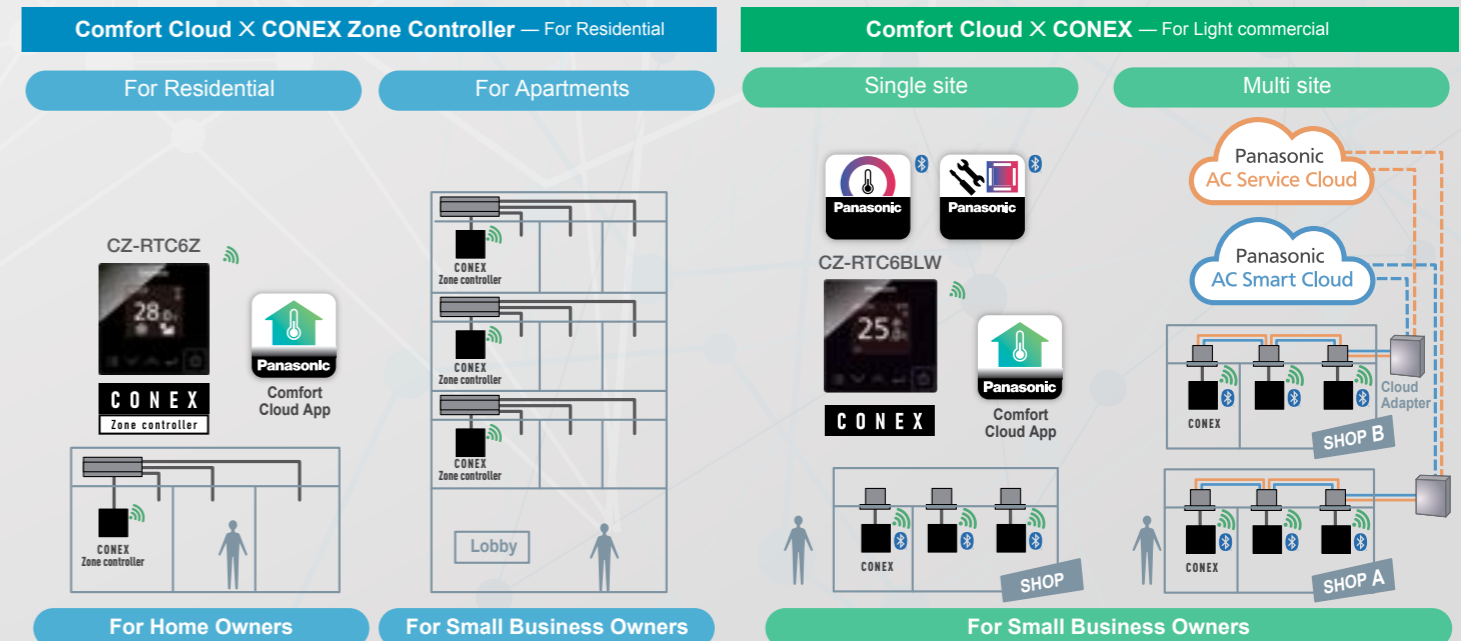 Comfort Cloud X CONEX Zone Controller — For Residential
For Residential
For Apartments
CZ-RTC6Z
28.0
CONEX
Zone controller
Panasonic
Comfort
Cloud App
CONEX
Zone controller
For Home Owners
CONEX
Zone controller
CONEX
Zone controller
CONEX
Zone controller
Lobby
For Small Business Owners
Comfort Cloud X CONEX — For Light commercial
Single site
Multi site
Panasonic
Panasonic
CZ-RTC6BLW
CONEX
Panasonic
Comfort
Cloud App
CONEX
SHOP
Panasonic
AC Service Cloud
Panasonic
AC Smart Cloud
Cloud
Adapter
CONEX
SHOP B
CONEX
SHOP A
For Small Business Owners